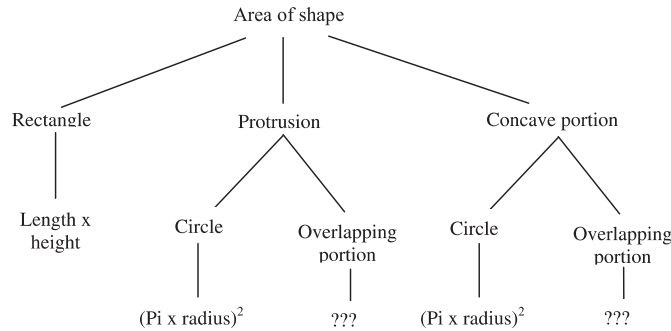 Area of shape
Rectangle
Protrusion
Concave portion
Length x
height
Circle
Overlapping
portion
Circle
Overlapping
portion
(Pi x radius)²
???
(Pi x radius)²
???